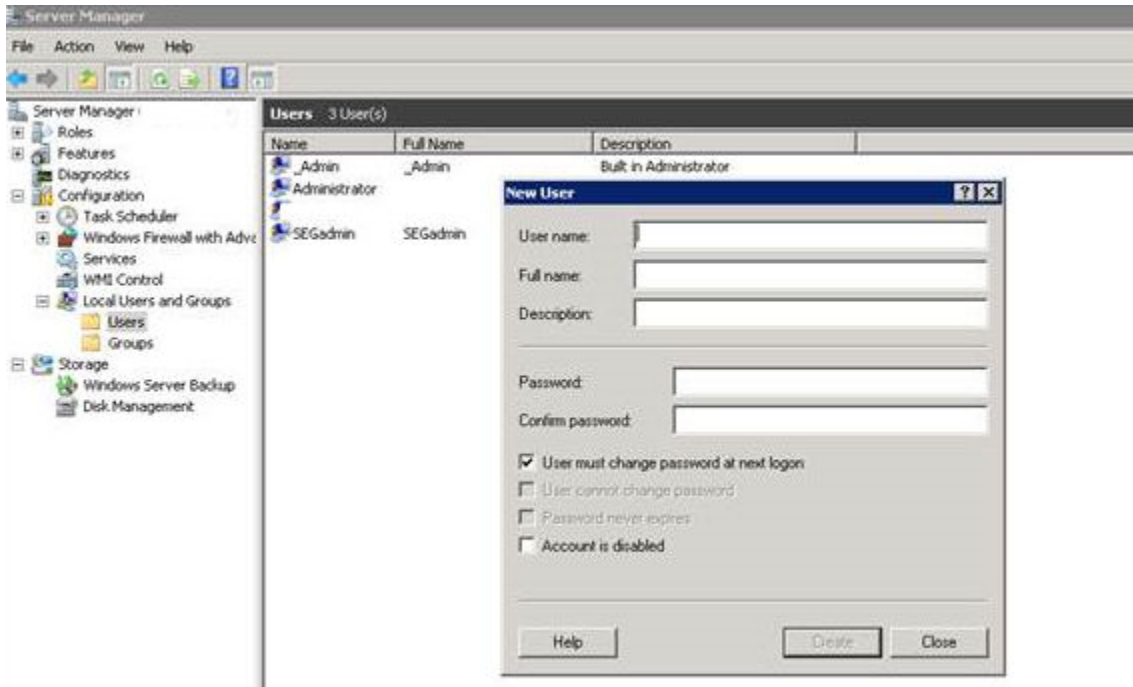 Server Manager
File Action View Help
Server Manager
Roles
Features
Diagnostics
Configuration
Task Scheduler
Windows Firewall with Adva
Services
WMI Control
Local Users and Groups
Users
Groups
Storage
Windows Server Backup
Disk Management
Users 3 User(s)
Name Full Name Description
_Admin _Admin Built in Administrator
Administrator
SEGadmin SEGadmin
New User
User name:
Full name:
Description:
Password:
Confirm password:
User must change password at next logon
User cannot change password
Password never expires
Account is disabled
Help Create Close